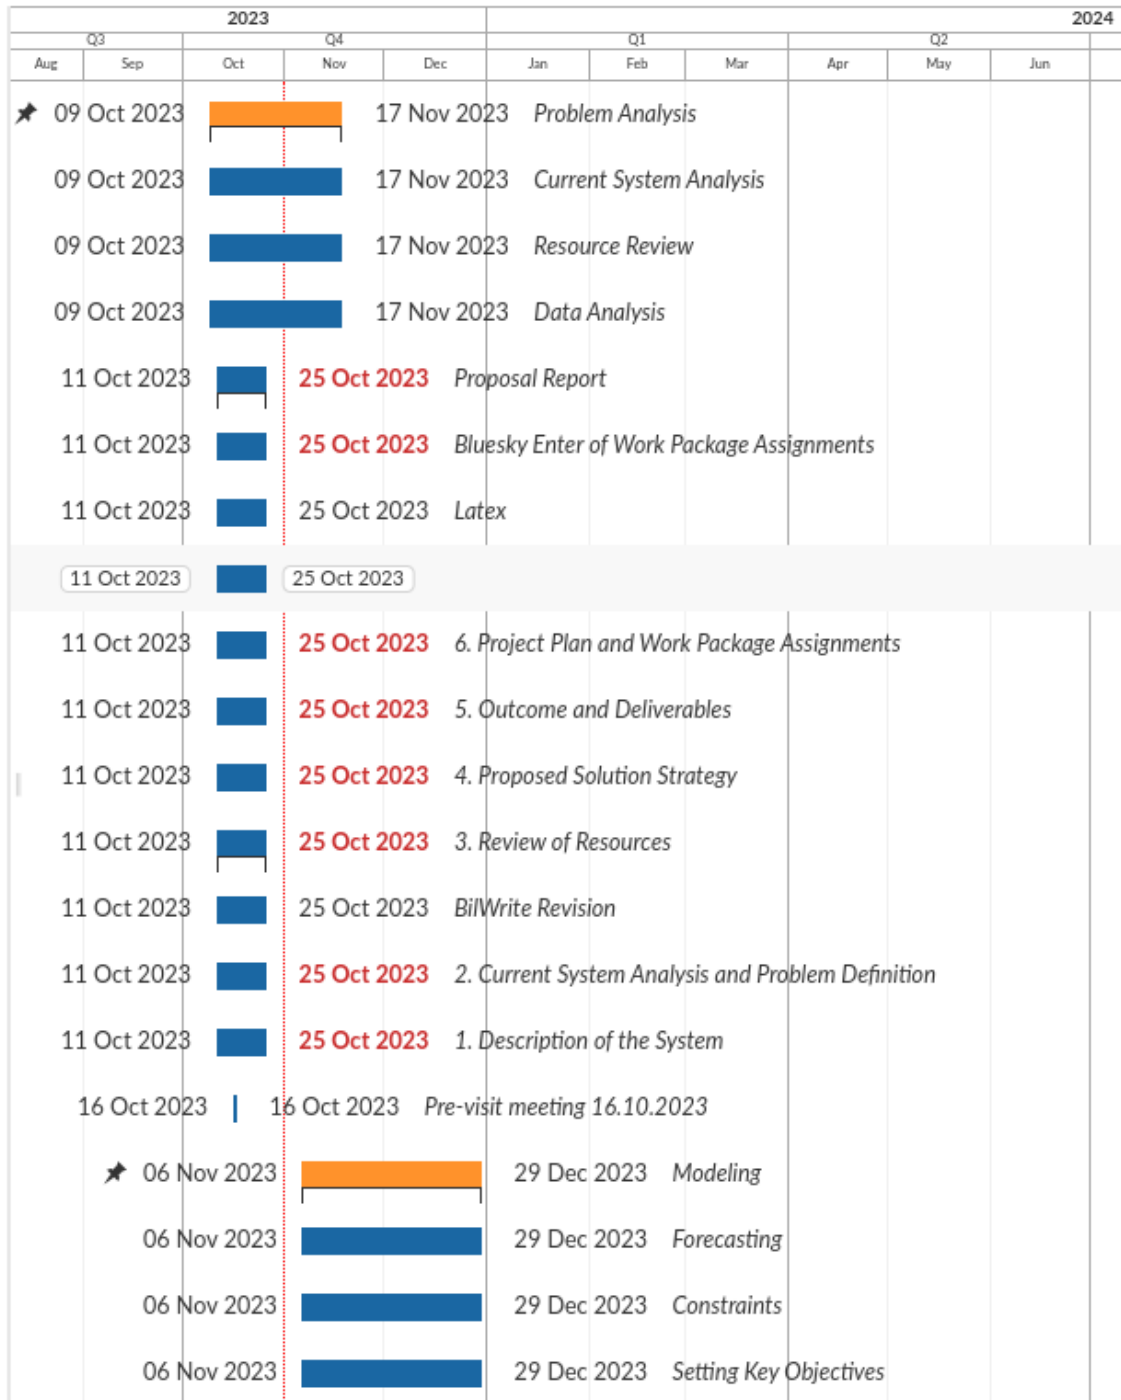 2023 2024
Q3 Q4 Q1 Q2
Aug Sep Oct Nov Dec Jan Feb Mar Apr May Jun
09 Oct 2023 17 Nov 2023 Problem Analysis
09 Oct 2023 17 Nov 2023 Current System Analysis
09 Oct 2023 17 Nov 2023 Resource Review
09 Oct 2023 17 Nov 2023 Data Analysis
11 Oct 2023 25 Oct 2023 Proposal Report
11 Oct 2023 25 Oct 2023 Bluesky Enter of Work Package Assignments
11 Oct 2023 25 Oct 2023 Latex
11 Oct 2023 25 Oct 2023
11 Oct 2023 25 Oct 2023 6. Project Plan and Work Package Assignments
11 Oct 2023 25 Oct 2023 5. Outcome and Deliverables
11 Oct 2023 25 Oct 2023 4. Proposed Solution Strategy
11 Oct 2023 25 Oct 2023 3. Review of Resources
11 Oct 2023 25 Oct 2023 BilWrite Revision
11 Oct 2023 25 Oct 2023 2. Current System Analysis and Problem Definition
11 Oct 2023 25 Oct 2023 1. Description of the System
16 Oct 2023 16 Oct 2023 Pre-visit meeting 16.10.2023
06 Nov 2023 29 Dec 2023 Modeling
06 Nov 2023 29 Dec 2023 Forecasting
06 Nov 2023 29 Dec 2023 Constraints
06 Nov 2023 29 Dec 2023 Setting Key Objectives